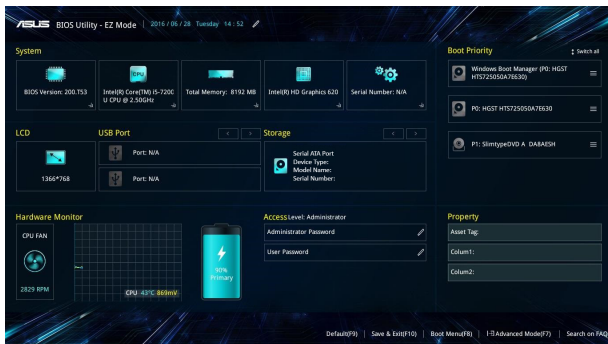 ASUS BIOS Utility - EZ Mode | 2016 / 06 / 28 Tuesday 14 : 52
System
BIOS Version: 200.T53
CPU
Intel(R) Core(TM) i5-7200
U CPU @ 2.50GHz
Total Memory: 8192 MB
Intel(R) HD Graphics 620
Serial Number: N/A
Boot Priority
Switch all
Windows Boot Manager (P0: HGST
HTS725050A7E630)
P0: HGST HTS725050A7E630
P1: SlimtypeDVD A DA8AESH
LCD
1366*768
USB Port
Port: N/A
Port: N/A
Storage
Serial ATA Port
Device Type:
Model Name:
Serial Number:
Hardware Monitor
CPU FAN
2829 RPM
CPU 43°C 869mV
90%
Primary
Access Level: Administrator
Administrator Password
User Password
Property
Asset Tag:
Colum1:
Colum2:
Default(F9) | Save & Exit(F10) | Boot Menu(F8) | Advanced Mode(F7) | Search on FAQ